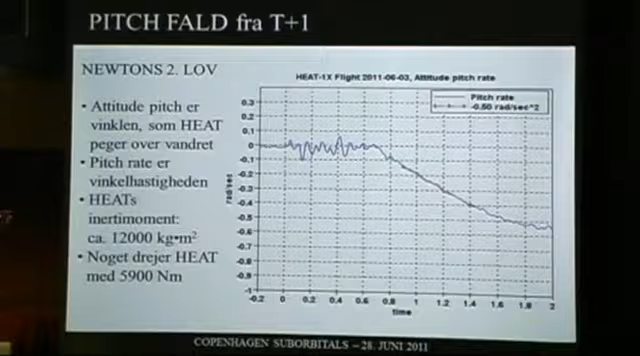 PITCH FALD fra T+1
NEWTONS 2. LOV
• Attitude pitch er
vinklen, som HEAT
peger over vandret
• Pitch rate er
vinkelhastigheden
• HEATs
inertimoment:
ca. 12000 kg•m²
• Noget drejer HEAT
med 5900 Nm
HEAT-1X Flight 2011-06-03, Attitude pitch rate
Pitch rate
-0.50 rad/sec^2
0.3
0.2
0.1
0
-0.1
-0.2
-0.3
-0.4
-0.5
-0.6
-0.7
-0.8
-0.9
-1
rad/sec
-0.2 0 0.2 0.4 0.6 0.8 1 1.2 1.4 1.6 1.8 2
time
COPENHAGEN SUBORBITALS – 28. JUNI 2011